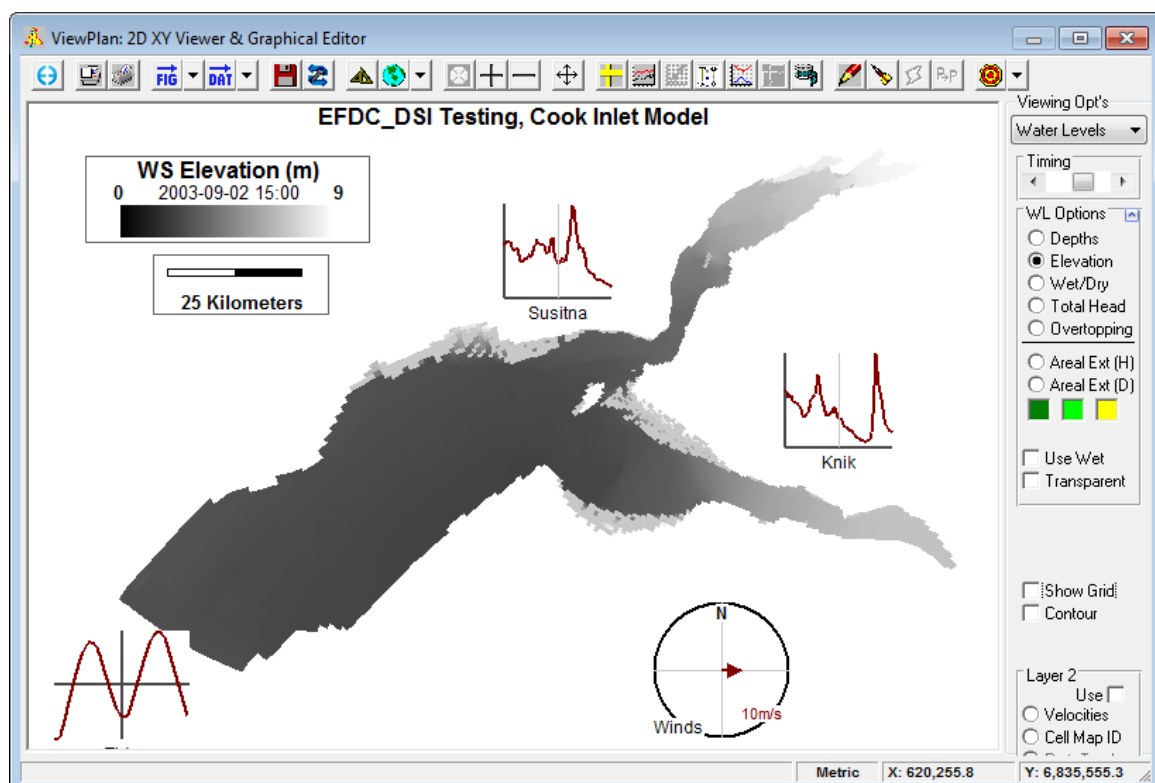 ViewPlan: 2D XY Viewer & Graphical Editor
FIG
DAT
EFDC_DSI Testing, Cook Inlet Model
WS Elevation (m)
0 2003-09-02 15:00 9
25 Kilometers
Susitna
Knik
N
10m/s
Winds
Viewing Opt's
Water Levels
Timing
WL Options
Depths
Elevation
Wet/Dry
Total Head
Overtopping
Areal Ext (H)
Areal Ext (D)
Use Wet
Transparent
Show Grid
Contour
Layer 2
Use
Velocities
Cell Map ID
Metric X: 620,255.8 Y: 6,835,555.3